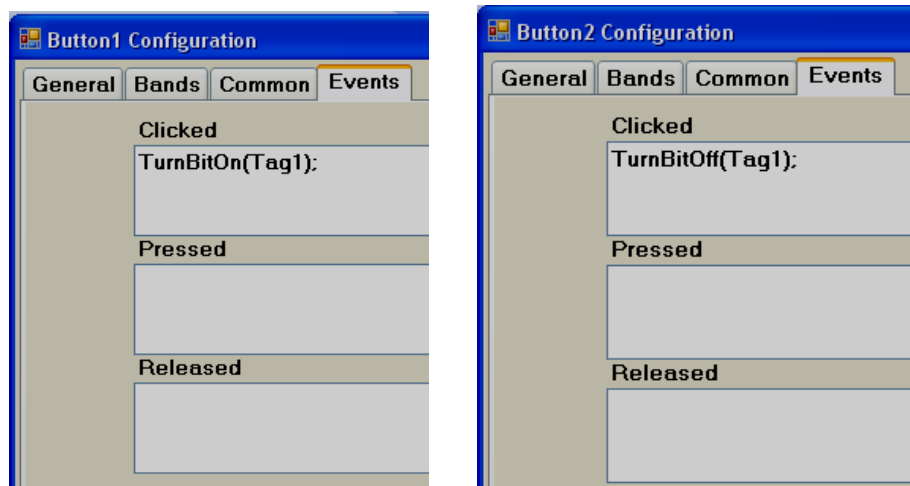 Button1 Configuration
General Bands Common Events
Clicked
TurnBitOn(Tag1);
Pressed
Released
Button2 Configuration
General Bands Common Events
Clicked
TurnBitOff(Tag1);
Pressed
Released